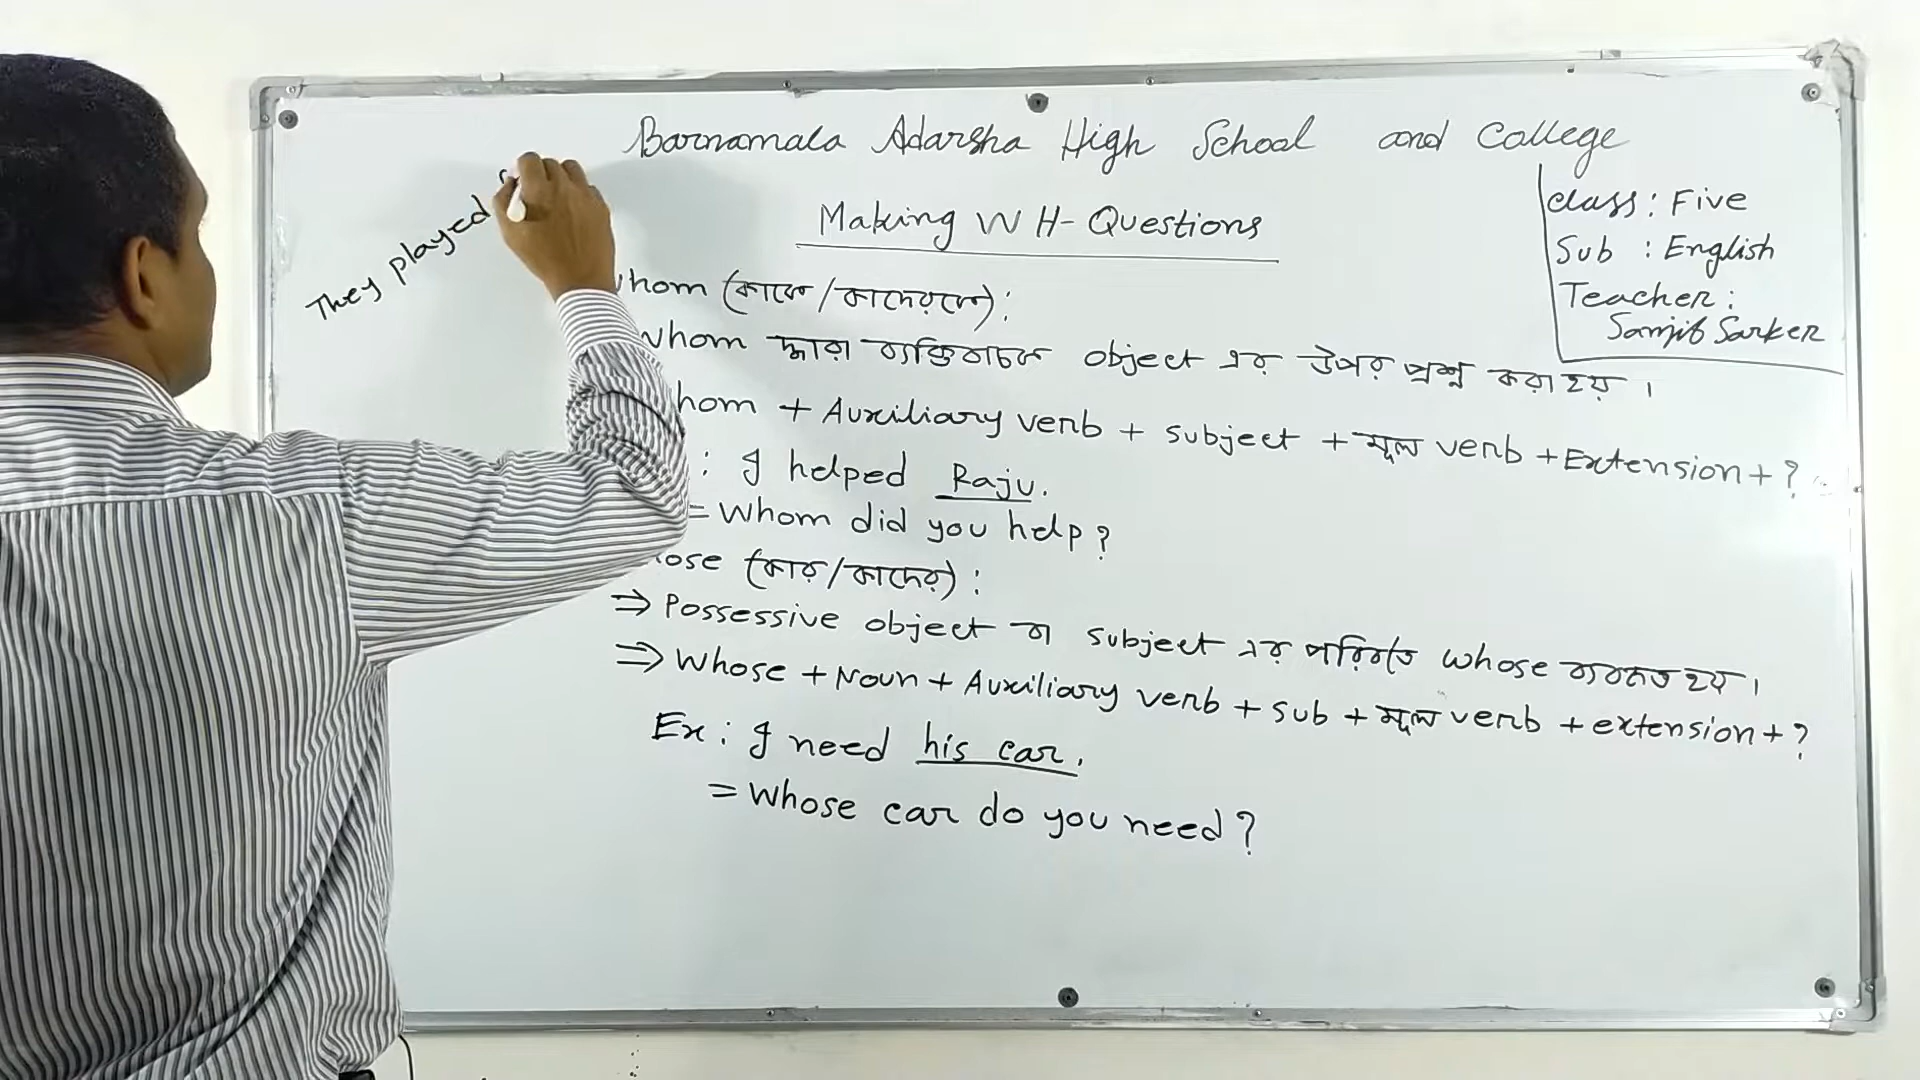 Barnamala Adarsha High School and College
Making WH-Questions
Class: Five
Sub : English
Teacher:
Sanjib Sarker
They played
whom (কাকে/কাদেরকে):
whom দ্বারা ব্যক্তিবাচক object এর উপর প্রশ্ন করা হয়।
hom + Auxiliary verb + subject + মূল verb + Extension + ?
: I helped Raju.
= Whom did you help?
ose (কার/কাদের):
⇒ Possessive object বা subject এর পরিবর্তে whose ব্যবহৃত হয়।
⇒ Whose + Noun + Auxiliary verb + sub + মূল verb + extension + ?
Ex: I need his car.
= Whose car do you need?